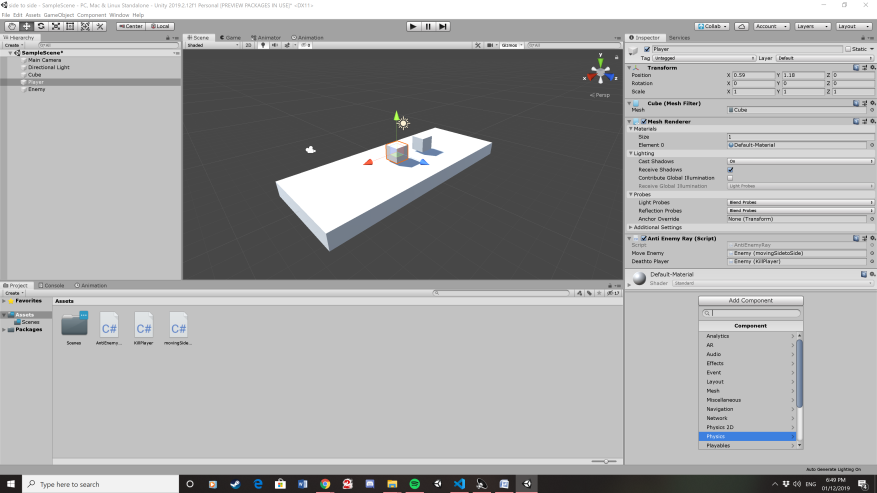 side to side - SampleScene - PC, Mac & Linux Standalone - Unity 2019.2.12f1 Personal [PREVIEW PACKAGES IN USE]* <DX11>
File Edit Assets GameObject Component Window Help
Center Local Collab Account Layers Layout
Hierarchy
Create
SampleScene*
Main Camera
Directional Light
Cube
Player
Enemy
Scene Game Animator Animation
Shaded 2D Gizmos
y
x
Persp
Inspector Services
Player Static
Tag Untagged Layer Default
Transform
Position X 0.59 Y 1.18 Z 0
Rotation X 0 Y 0 Z 0
Scale X 1 Y 1 Z 1
Cube (Mesh Filter)
Mesh Cube
Mesh Renderer
Materials
Size 1
Element 0 Default-Material
Lighting
Cast Shadows On
Receive Shadows
Contribute Global Illumination
Receive Global Illumination Light Probes
Probes
Light Probes Blend Probes
Reflection Probes Blend Probes
Anchor Override None (Transform)
Additional Settings
Anti Enemy Ray (Script)
Script AntiEnemyRay
Move Enemy Enemy (movingSidetoSide)
Deathto Player Enemy (KillPlayer)
Default-Material
Shader Standard
Add Component
Component
Analytics
AR
Audio
Effects
Event
Layout
Mesh
Miscellaneous
Navigation
Network
Physics 2D
Physics
Playables
Project Console Animation
Create
17
Favorites
Assets
Scenes
Packages
Assets
C# C# C#
Scenes AntiEnemy... KillPlayer movingSide...
Auto Generate Lighting On
Type here to search
ENG 6:49 PM
01/12/2019